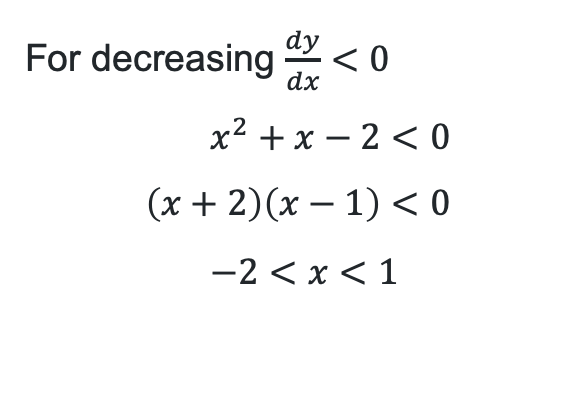 For decreasing dy/dx < 0
x² + x − 2 < 0
(x + 2)(x − 1) < 0
−2 < x < 1